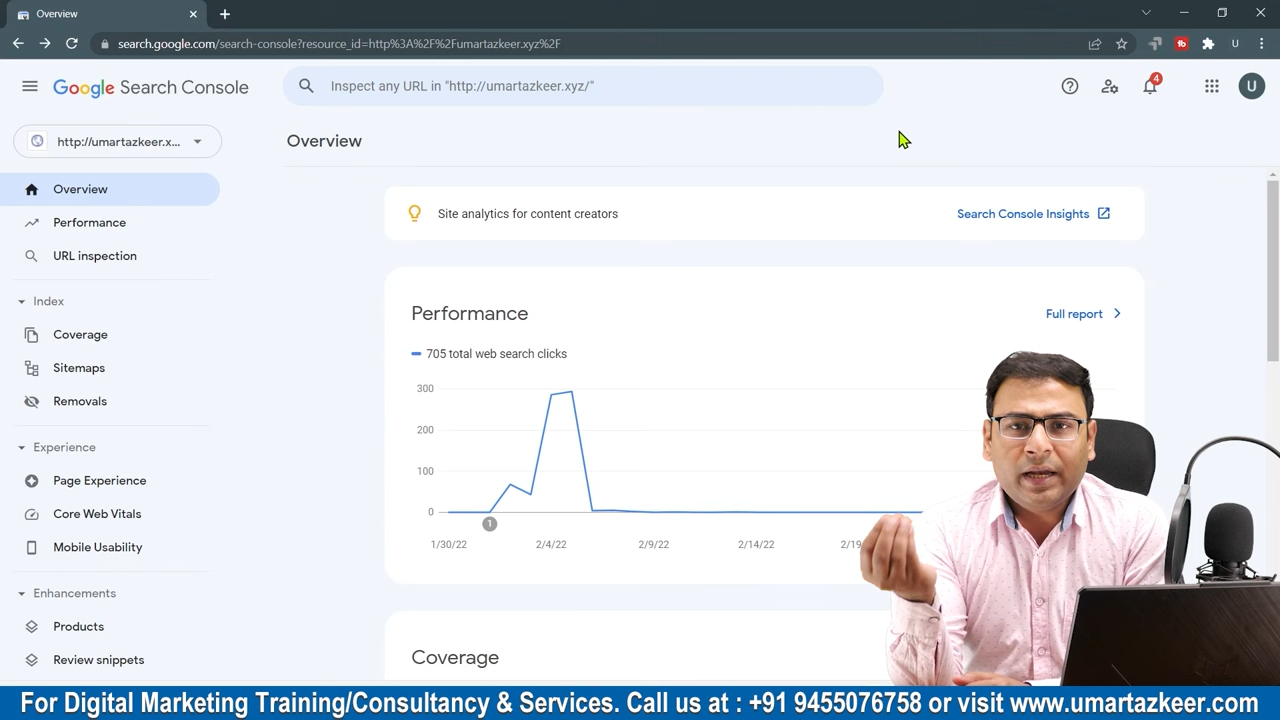 Overview
search.google.com/search-console?resource_id=http%3A%2F%2Fumartazkeer.xyz%2F
U
Google Search Console
Inspect any URL in "http://umartazkeer.xyz/"
4
U
http://umartazkeer.x...
Overview
Overview
Performance
URL inspection
Index
Coverage
Sitemaps
Removals
Experience
Page Experience
Core Web Vitals
Mobile Usability
Enhancements
Products
Review snippets
Site analytics for content creators
Search Console Insights
Performance
Full report
705 total web search clicks
300
200
100
0
1
1/30/22 2/4/22 2/9/22 2/14/22 2/19
Coverage
For Digital Marketing Training/Consultancy & Services. Call us at : +91 9455076758 or visit www.umartazkeer.com